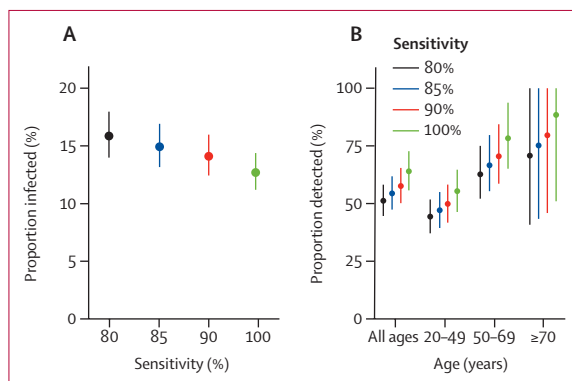 A
Proportion infected (%)
20
15
10
5
0
80 85 90 100
Sensitivity (%)
B
Sensitivity
80%
85%
90%
100%
Proportion detected (%)
100
75
50
25
0
All ages 20–49 50–69 ≥70
Age (years)